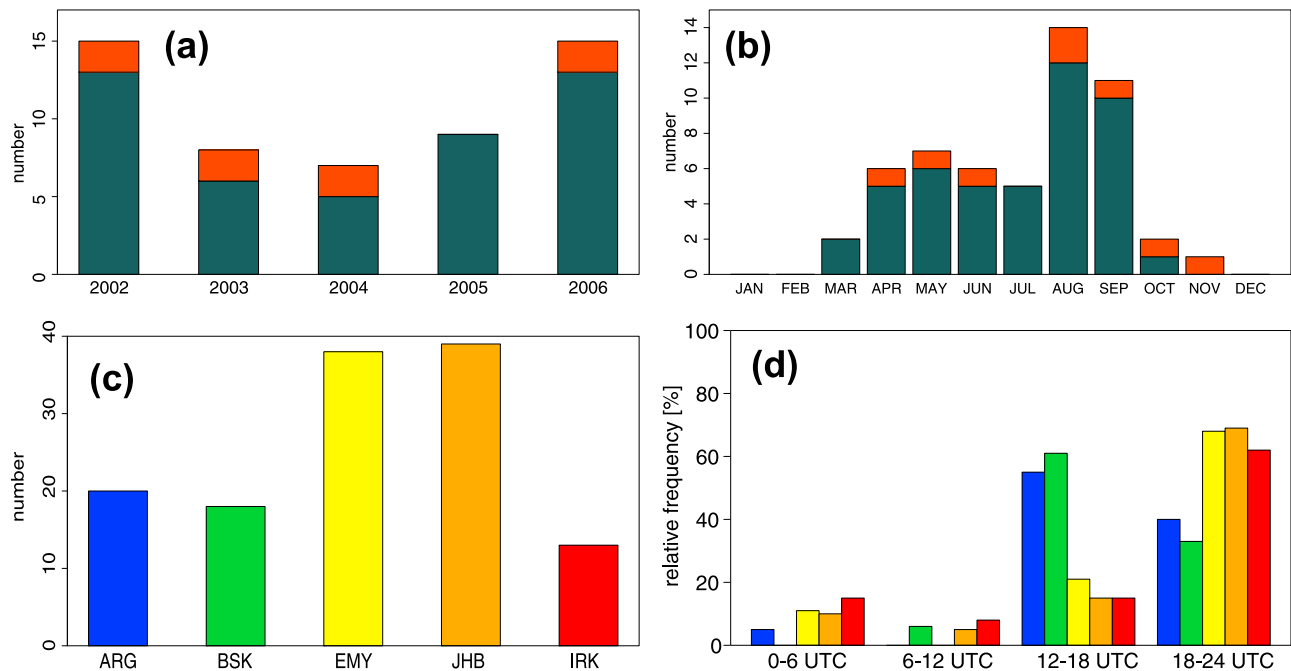 (a)
number
15
10
5
0
2002 2003 2004 2005 2006
(b)
number
14
12
10
8
6
4
2
0
JAN FEB MAR APR MAY JUN JUL AUG SEP OCT NOV DEC
(c)
number
40
30
20
10
0
ARG BSK EMY JHB IRK
(d)
relative frequency [%]
100
80
60
40
20
0
0-6 UTC 6-12 UTC 12-18 UTC 18-24 UTC